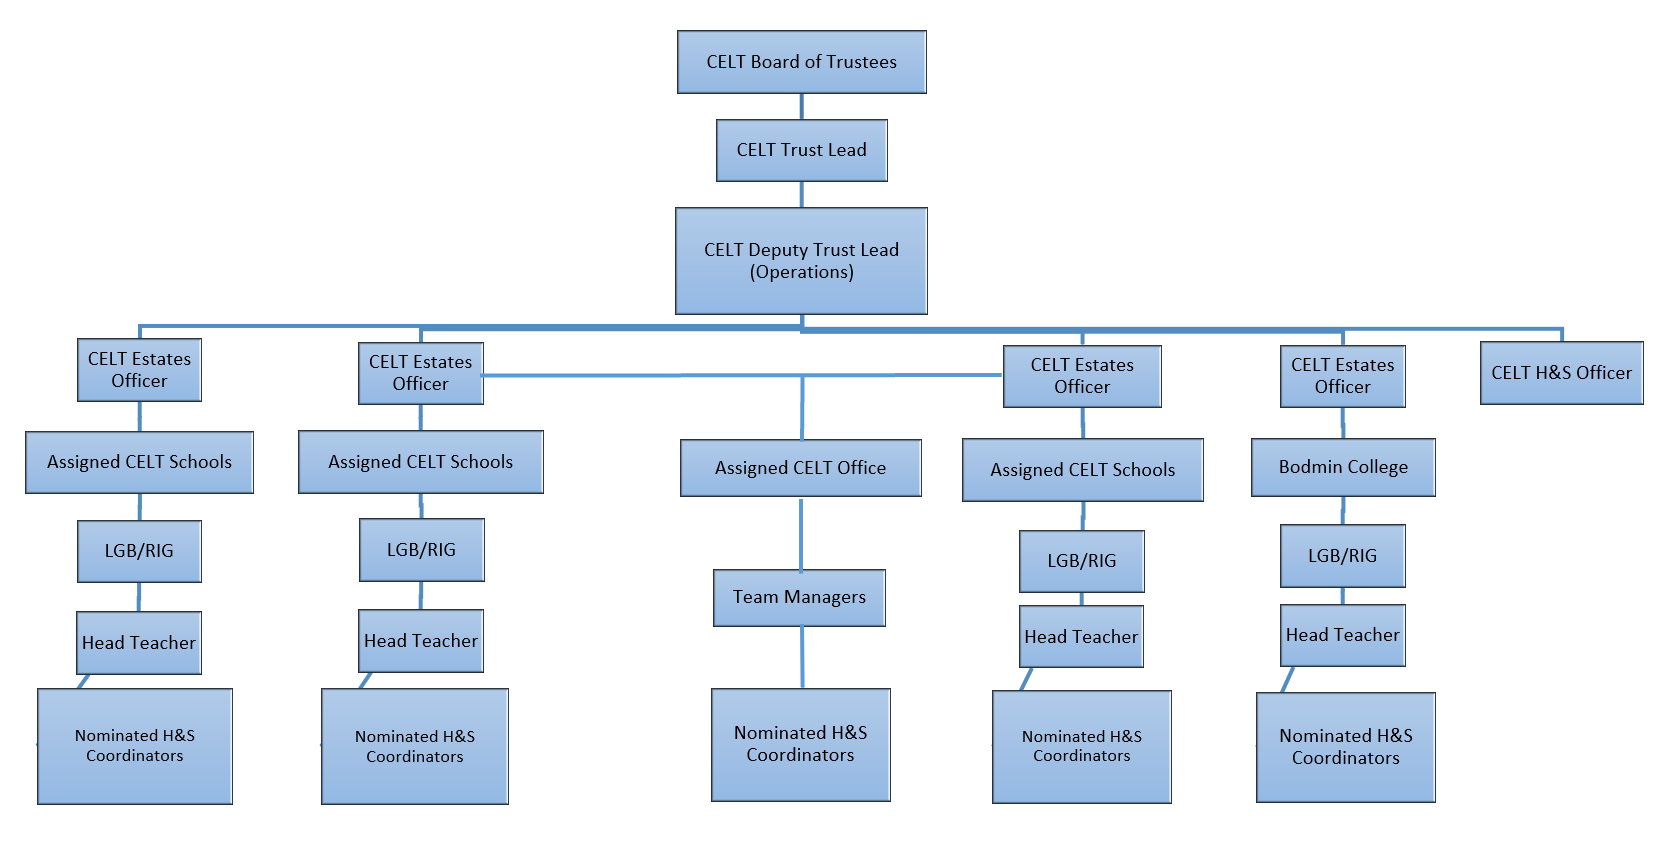 CELT Board of Trustees
CELT Trust Lead
CELT Deputy Trust Lead
(Operations)
CELT Estates
Officer
CELT Estates
Officer
CELT Estates
Officer
CELT Estates
Officer
CELT H&S Officer
Assigned CELT Schools
Assigned CELT Schools
Assigned CELT Office
Assigned CELT Schools
Bodmin College
LGB/RIG
LGB/RIG
LGB/RIG
LGB/RIG
Team Managers
Head Teacher
Head Teacher
Head Teacher
Head Teacher
Nominated H&S
Coordinators
Nominated H&S
Coordinators
Nominated H&S
Coordinators
Nominated H&S
Coordinators
Nominated H&S
Coordinators